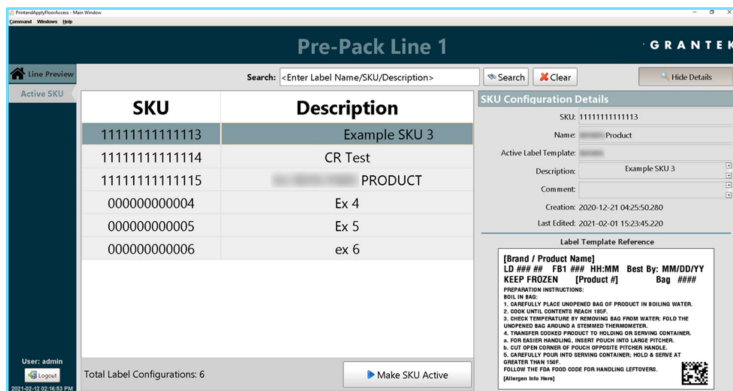 PrintandApplyFloorAccess - Main Window
Command Windows Help
Pre-Pack Line 1
GRANTEK
Line Preview
Active SKU
Search: <Enter Label Name/SKU/Description>
Search
Clear
Hide Details
SKU Description
11111111111113 Example SKU 3
11111111111114 CR Test
11111111111115 PRODUCT
000000000004 Ex 4
000000000005 Ex 5
000000000006 ex 6
SKU Configuration Details
SKU: 11111111111113
Name: Product
Active Label Template:
Description: Example SKU 3
Comment:
Creation: 2020-12-21 04:25:50.280
Last Edited: 2021-02-01 15:23:45.220
Label Template Reference
[Brand / Product Name]
LD ### ## FB1 ### HH:MM Best By: MM/DD/YY
KEEP FROZEN [Product #] Bag ####
PREPARATION INSTRUCTIONS:
BOIL IN BAG:
1. CAREFULLY PLACE UNOPENED BAG OF PRODUCT IN BOILING WATER.
2. COOK UNTIL CONTENTS REACH 185F.
3. CHECK TEMPERATURE BY REMOVING BAG FROM WATER; FOLD THE
UNOPENED BAG AROUND A STEMMED THERMOMETER.
4. TRANSFER COOKED PRODUCT TO HOLDING OR SERVING CONTAINER.
a. FOR EASIER HANDLING, INSERT POUCH INTO LARGE PITCHER.
b. CUT OPEN CORNER OF POUCH OPPOSITE PITCHER HANDLE.
5. CAREFULLY POUR INTO SERVING CONTAINER; HOLD & SERVE AT
GREATER THAN 150F.
FOLLOW THE FDA FOOD CODE FOR HANDLING LEFTOVERS.
[Allergen Info Here]
User: admin
Logout
2021-02-12 02:16:53 PM
Total Label Configurations: 6
Make SKU Active